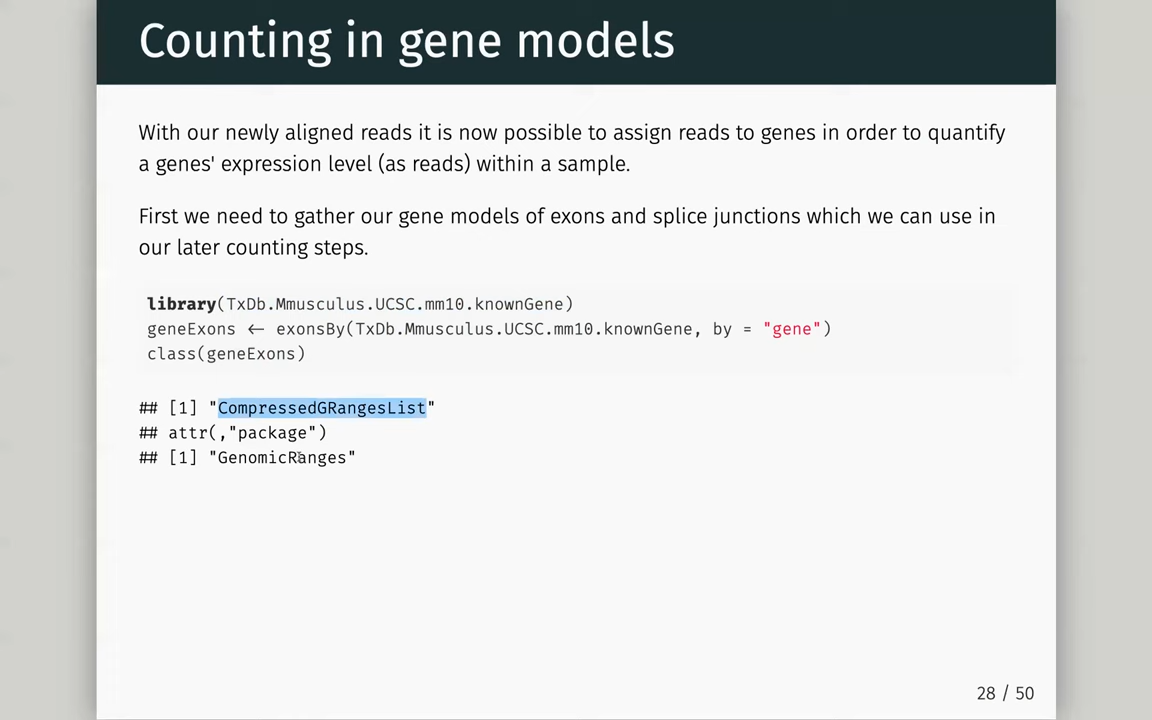 Counting in gene models
With our newly aligned reads it is now possible to assign reads to genes in order to quantify
a genes' expression level (as reads) within a sample.
First we need to gather our gene models of exons and splice junctions which we can use in
our later counting steps.
library(TxDb.Mmusculus.UCSC.mm10.knownGene)
geneExons <- exonsBy(TxDb.Mmusculus.UCSC.mm10.knownGene, by = "gene")
class(geneExons)
## [1] "CompressedGRangesList"
## attr(,"package")
## [1] "GenomicRanges"
28 / 50